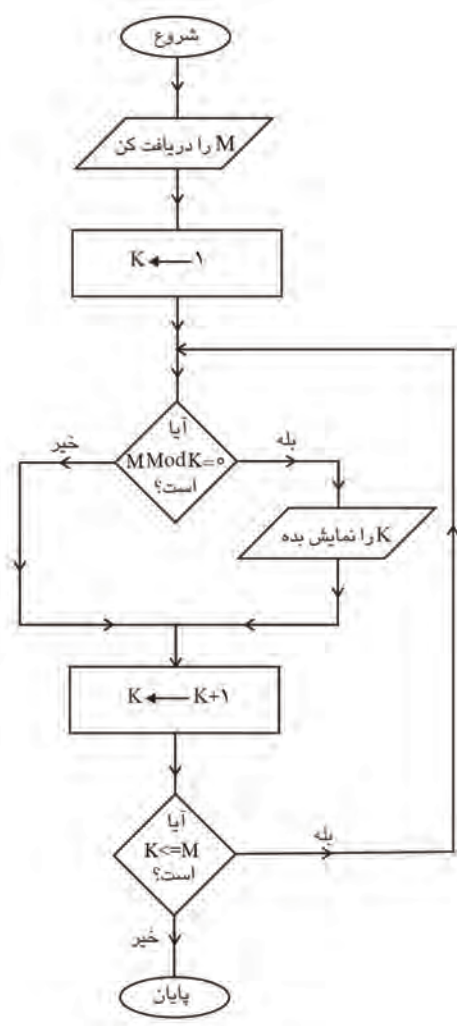 شروع
M را دریافت کن
K ← ۱
آیا
M Mod K=۰
است؟
خیر
بله
K را نمایش بده
K ← K+۱
آیا
K<=M
است؟
بله
خیر
پایان